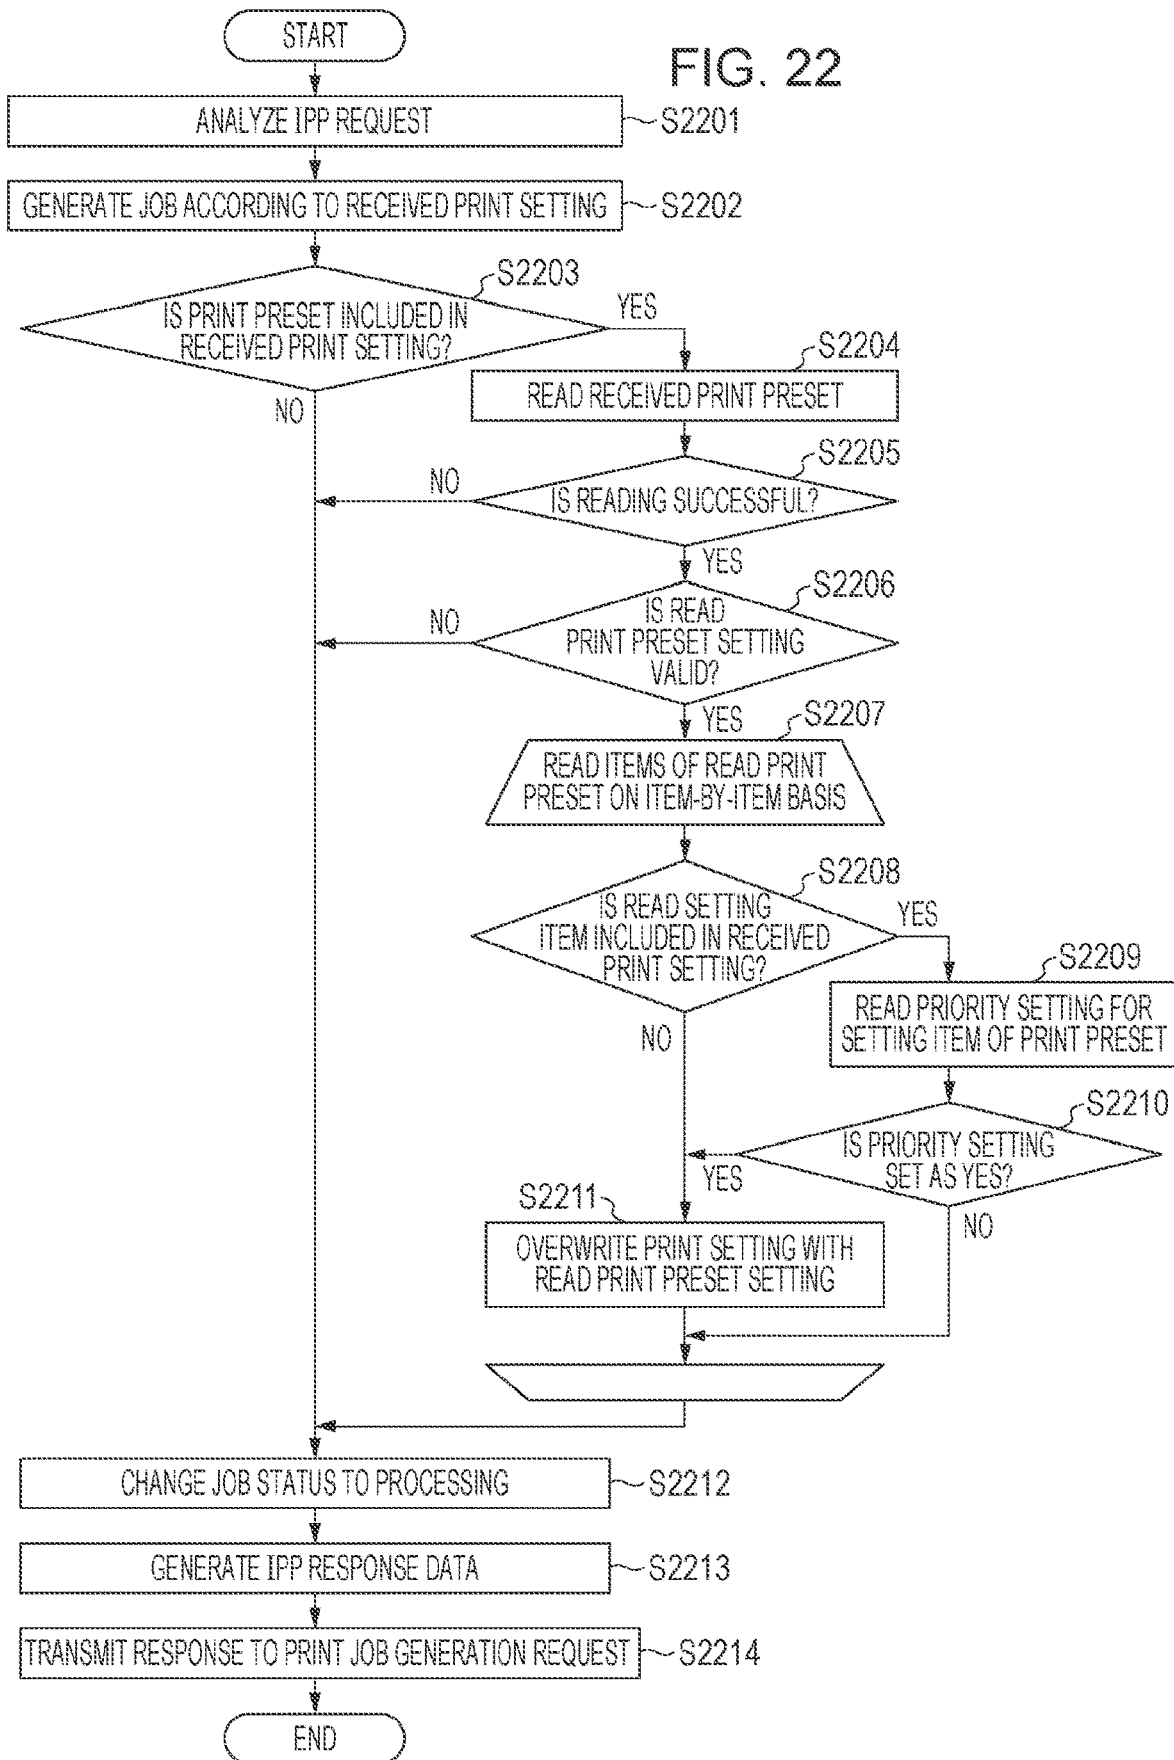 START
FIG. 22
ANALYZE IPP REQUEST
S2201
GENERATE JOB ACCORDING TO RECEIVED PRINT SETTING
S2202
S2203
IS PRINT PRESET INCLUDED IN
RECEIVED PRINT SETTING?
YES
NO
S2204
READ RECEIVED PRINT PRESET
S2205
IS READING SUCCESSFUL?
NO
YES
S2206
IS READ
PRINT PRESET SETTING
VALID?
NO
YES
S2207
READ ITEMS OF READ PRINT
PRESET ON ITEM-BY-ITEM BASIS
S2208
IS READ SETTING
ITEM INCLUDED IN RECEIVED
PRINT SETTING?
YES
NO
S2209
READ PRIORITY SETTING FOR
SETTING ITEM OF PRINT PRESET
S2210
IS PRIORITY SETTING
SET AS YES?
YES
NO
S2211
OVERWRITE PRINT SETTING WITH
READ PRINT PRESET SETTING
CHANGE JOB STATUS TO PROCESSING
S2212
GENERATE IPP RESPONSE DATA
S2213
TRANSMIT RESPONSE TO PRINT JOB GENERATION REQUEST
S2214
END